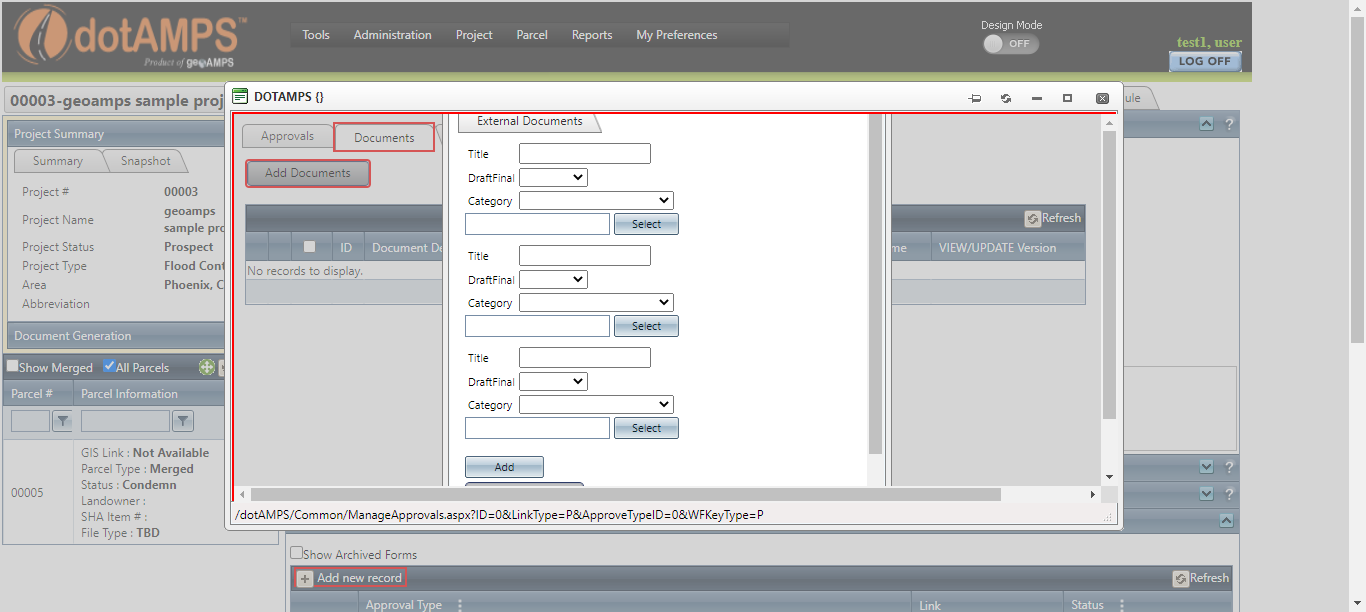 dotAMPS™
Product of geoAMPS
Tools Administration Project Parcel Reports My Preferences
Design Mode
OFF
test1, user
LOG OFF
00003-geoamps sample proj
ule
DOTAMPS {}
Project Summary
Summary Snapshot
Project # 00003
Project Name geoamps
sample pro
Project Status Prospect
Project Type Flood Cont
Area Phoenix, C
Abbreviation
Document Generation
Show Merged All Parcels
Parcel # Parcel Information
00005
GIS Link : Not Available
Parcel Type : Merged
Status : Condemn
Landowner :
SHA Item # :
File Type : TBD
Approvals Documents
Add Documents
Refresh
ID Document De
me VIEW/UPDATE Version
No records to display.
External Documents
Title
DraftFinal
Category
Select
Title
DraftFinal
Category
Select
Title
DraftFinal
Category
Select
Add
/dotAMPS/Common/ManageApprovals.aspx?ID=0&LinkType=P&ApproveTypeID=0&WFKeyType=P
?
?
?
Show Archived Forms
+ Add new record Refresh
Approval Type Link Status